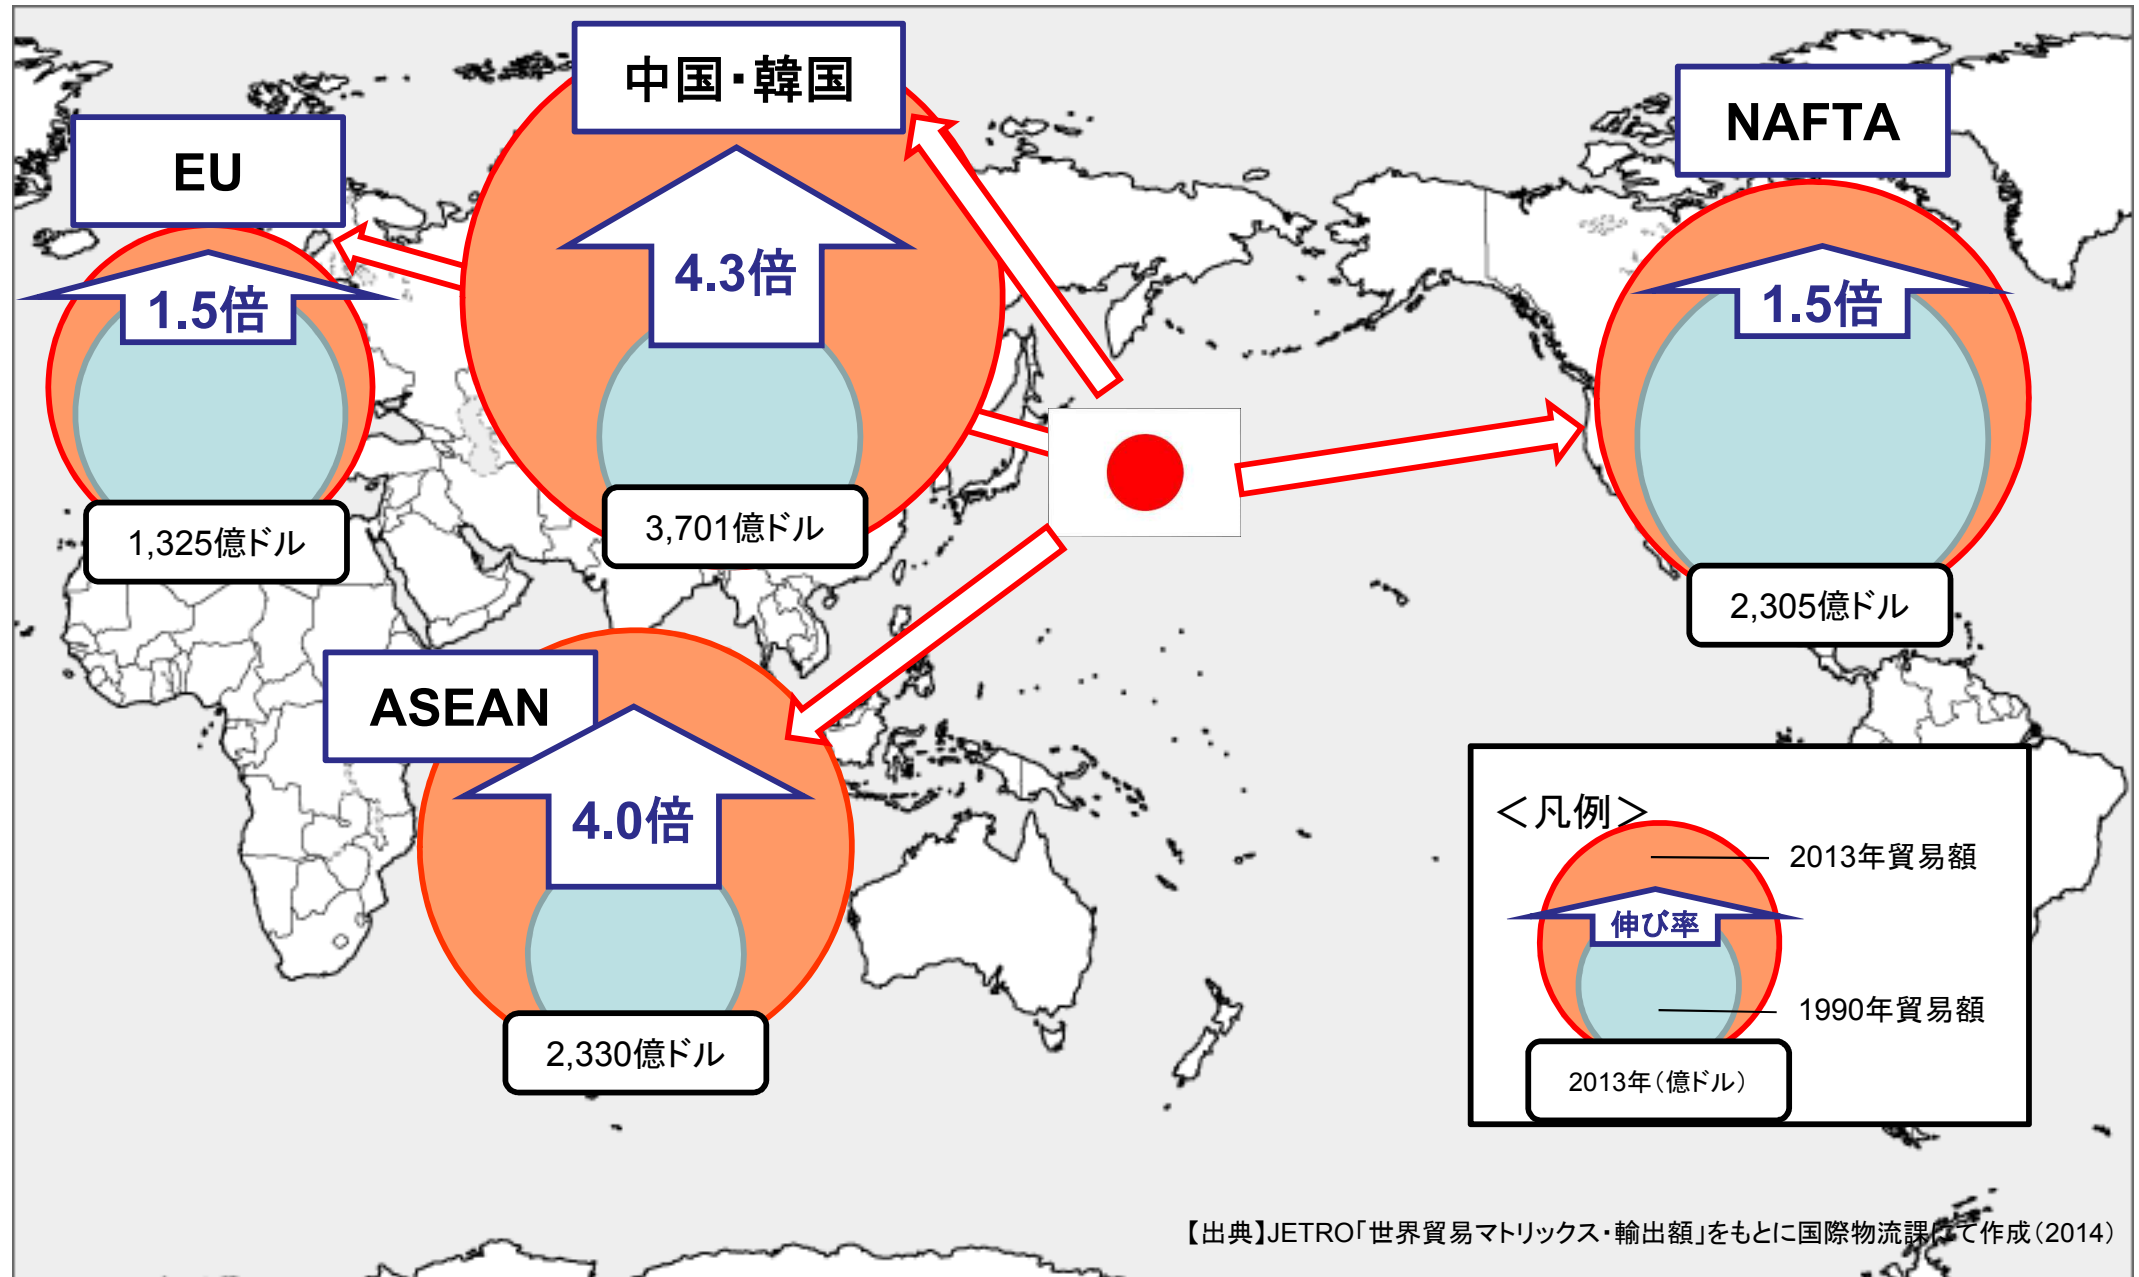 中国・韓国
4.3倍
3,701億ドル
EU
1.5倍
1,325億ドル
NAFTA
1.5倍
2,305億ドル
ASEAN
4.0倍
2,330億ドル
＜凡例＞
2013年貿易額
伸び率
1990年貿易額
2013年（億ドル）
【出典】JETRO「世界貿易マトリックス・輸出額」をもとに国際物流課にて作成（2014）